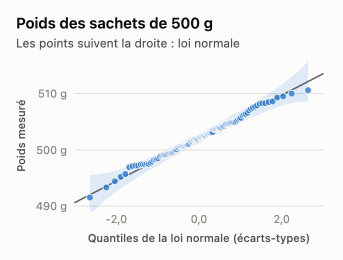 Poids des sachets de 500 g
Les points suivent la droite : loi normale
Poids mesuré
510 g
500 g
490 g
-2,0
0,0
2,0
Quantiles de la loi normale (écarts-types)